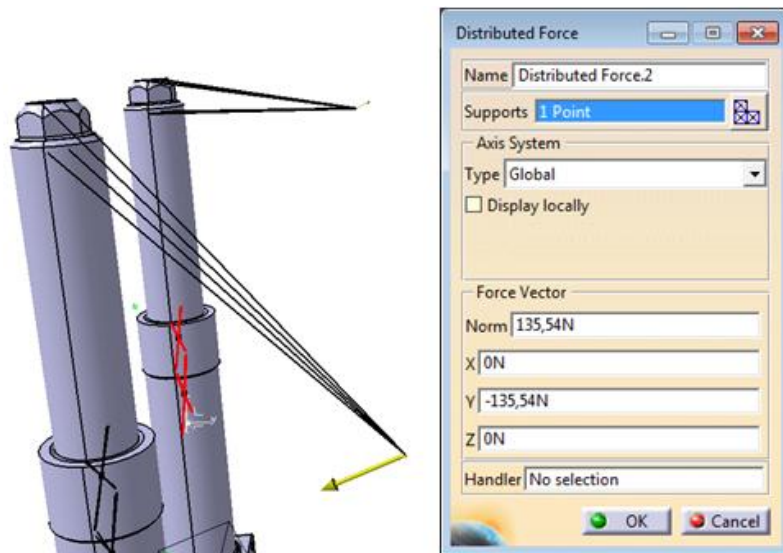 Distributed Force
Name Distributed Force.2
Supports 1 Point
Axis System
Type Global
Display locally
Force Vector
Norm 135,54N
X 0N
Y -135,54N
Z 0N
Handler No selection
OK Cancel